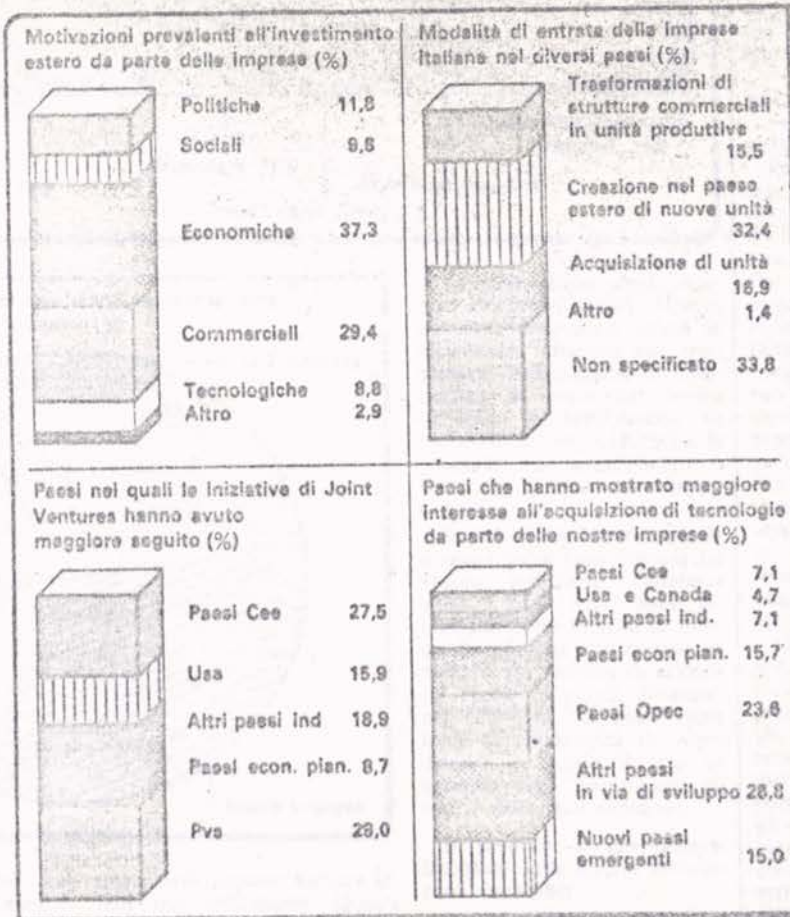 Motivazioni prevalenti all'investimento
estero da parte delle imprese (%)
Politiche 11,8
Sociali 9,8
Economiche 37,3
Commerciali 29,4
Tecnologiche 8,8
Altro 2,9
Modalità di entrata delle imprese
italiane nei diversi paesi (%)
Trasformazioni di
strutture commerciali
in unità produttive
15,5
Creazione nel paese
estero di nuove unità
32,4
Acquisizione di unità
16,9
Altro 1,4
Non specificato 33,8
Paesi nei quali le iniziative di Joint
Ventures hanno avuto
maggiore seguito (%)
Paesi Cee 27,5
Usa 15,9
Altri paesi ind 18,9
Paesi econ. pian. 8,7
Pvs 29,0
Paesi che hanno mostrato maggiore
interesse all'acquisizione di tecnologie
da parte delle nostre imprese (%)
Paesi Cee 7,1
Usa e Canada 4,7
Altri paesi ind. 7,1
Paesi econ pian. 15,7
Paesi Opec 23,6
Altri paesi
in via di sviluppo 26,8
Nuovi paesi
emergenti 15,0